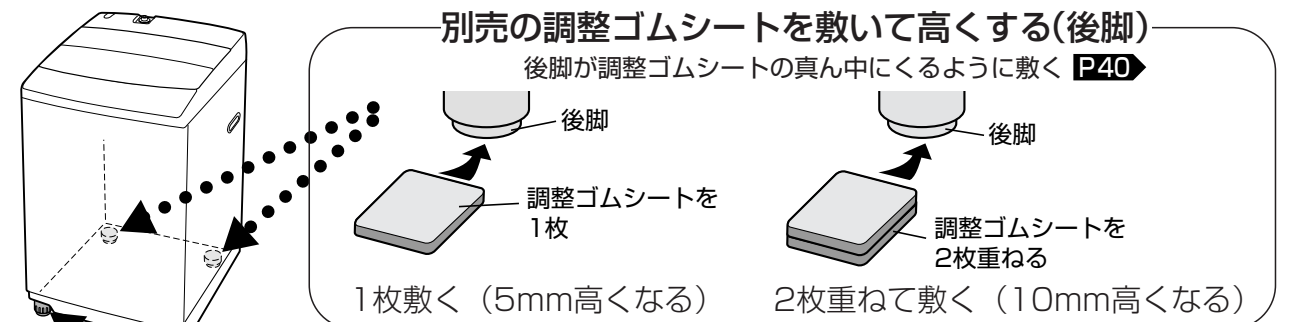 別売の調整ゴムシートを敷いて高くする(後脚)
後脚が調整ゴムシートの真ん中にくるように敷く P40
後脚
調整ゴムシートを
1枚
1枚敷く（5mm高くなる）
後脚
調整ゴムシートを
2枚重ねる
2枚重ねて敷く（10mm高くなる）